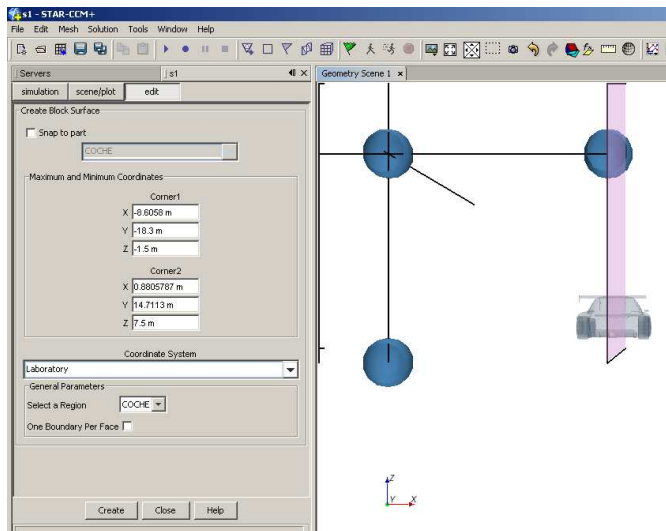 s1 - STAR-CCM+
File Edit Mesh Solution Tools Window Help
Servers s1
Geometry Scene 1
simulation scene/plot edit
Create Block Surface
Snap to part
COCHE
Maximum and Minimum Coordinates
Corner1
X -8.6058 m
Y -18.3 m
Z -1.5 m
Corner2
X 0.8805787 m
Y 14.7113 m
Z 7.5 m
Coordinate System
Laboratory
General Parameters
Select a Region COCHE
One Boundary Per Face
Z
Y X
Create Close Help